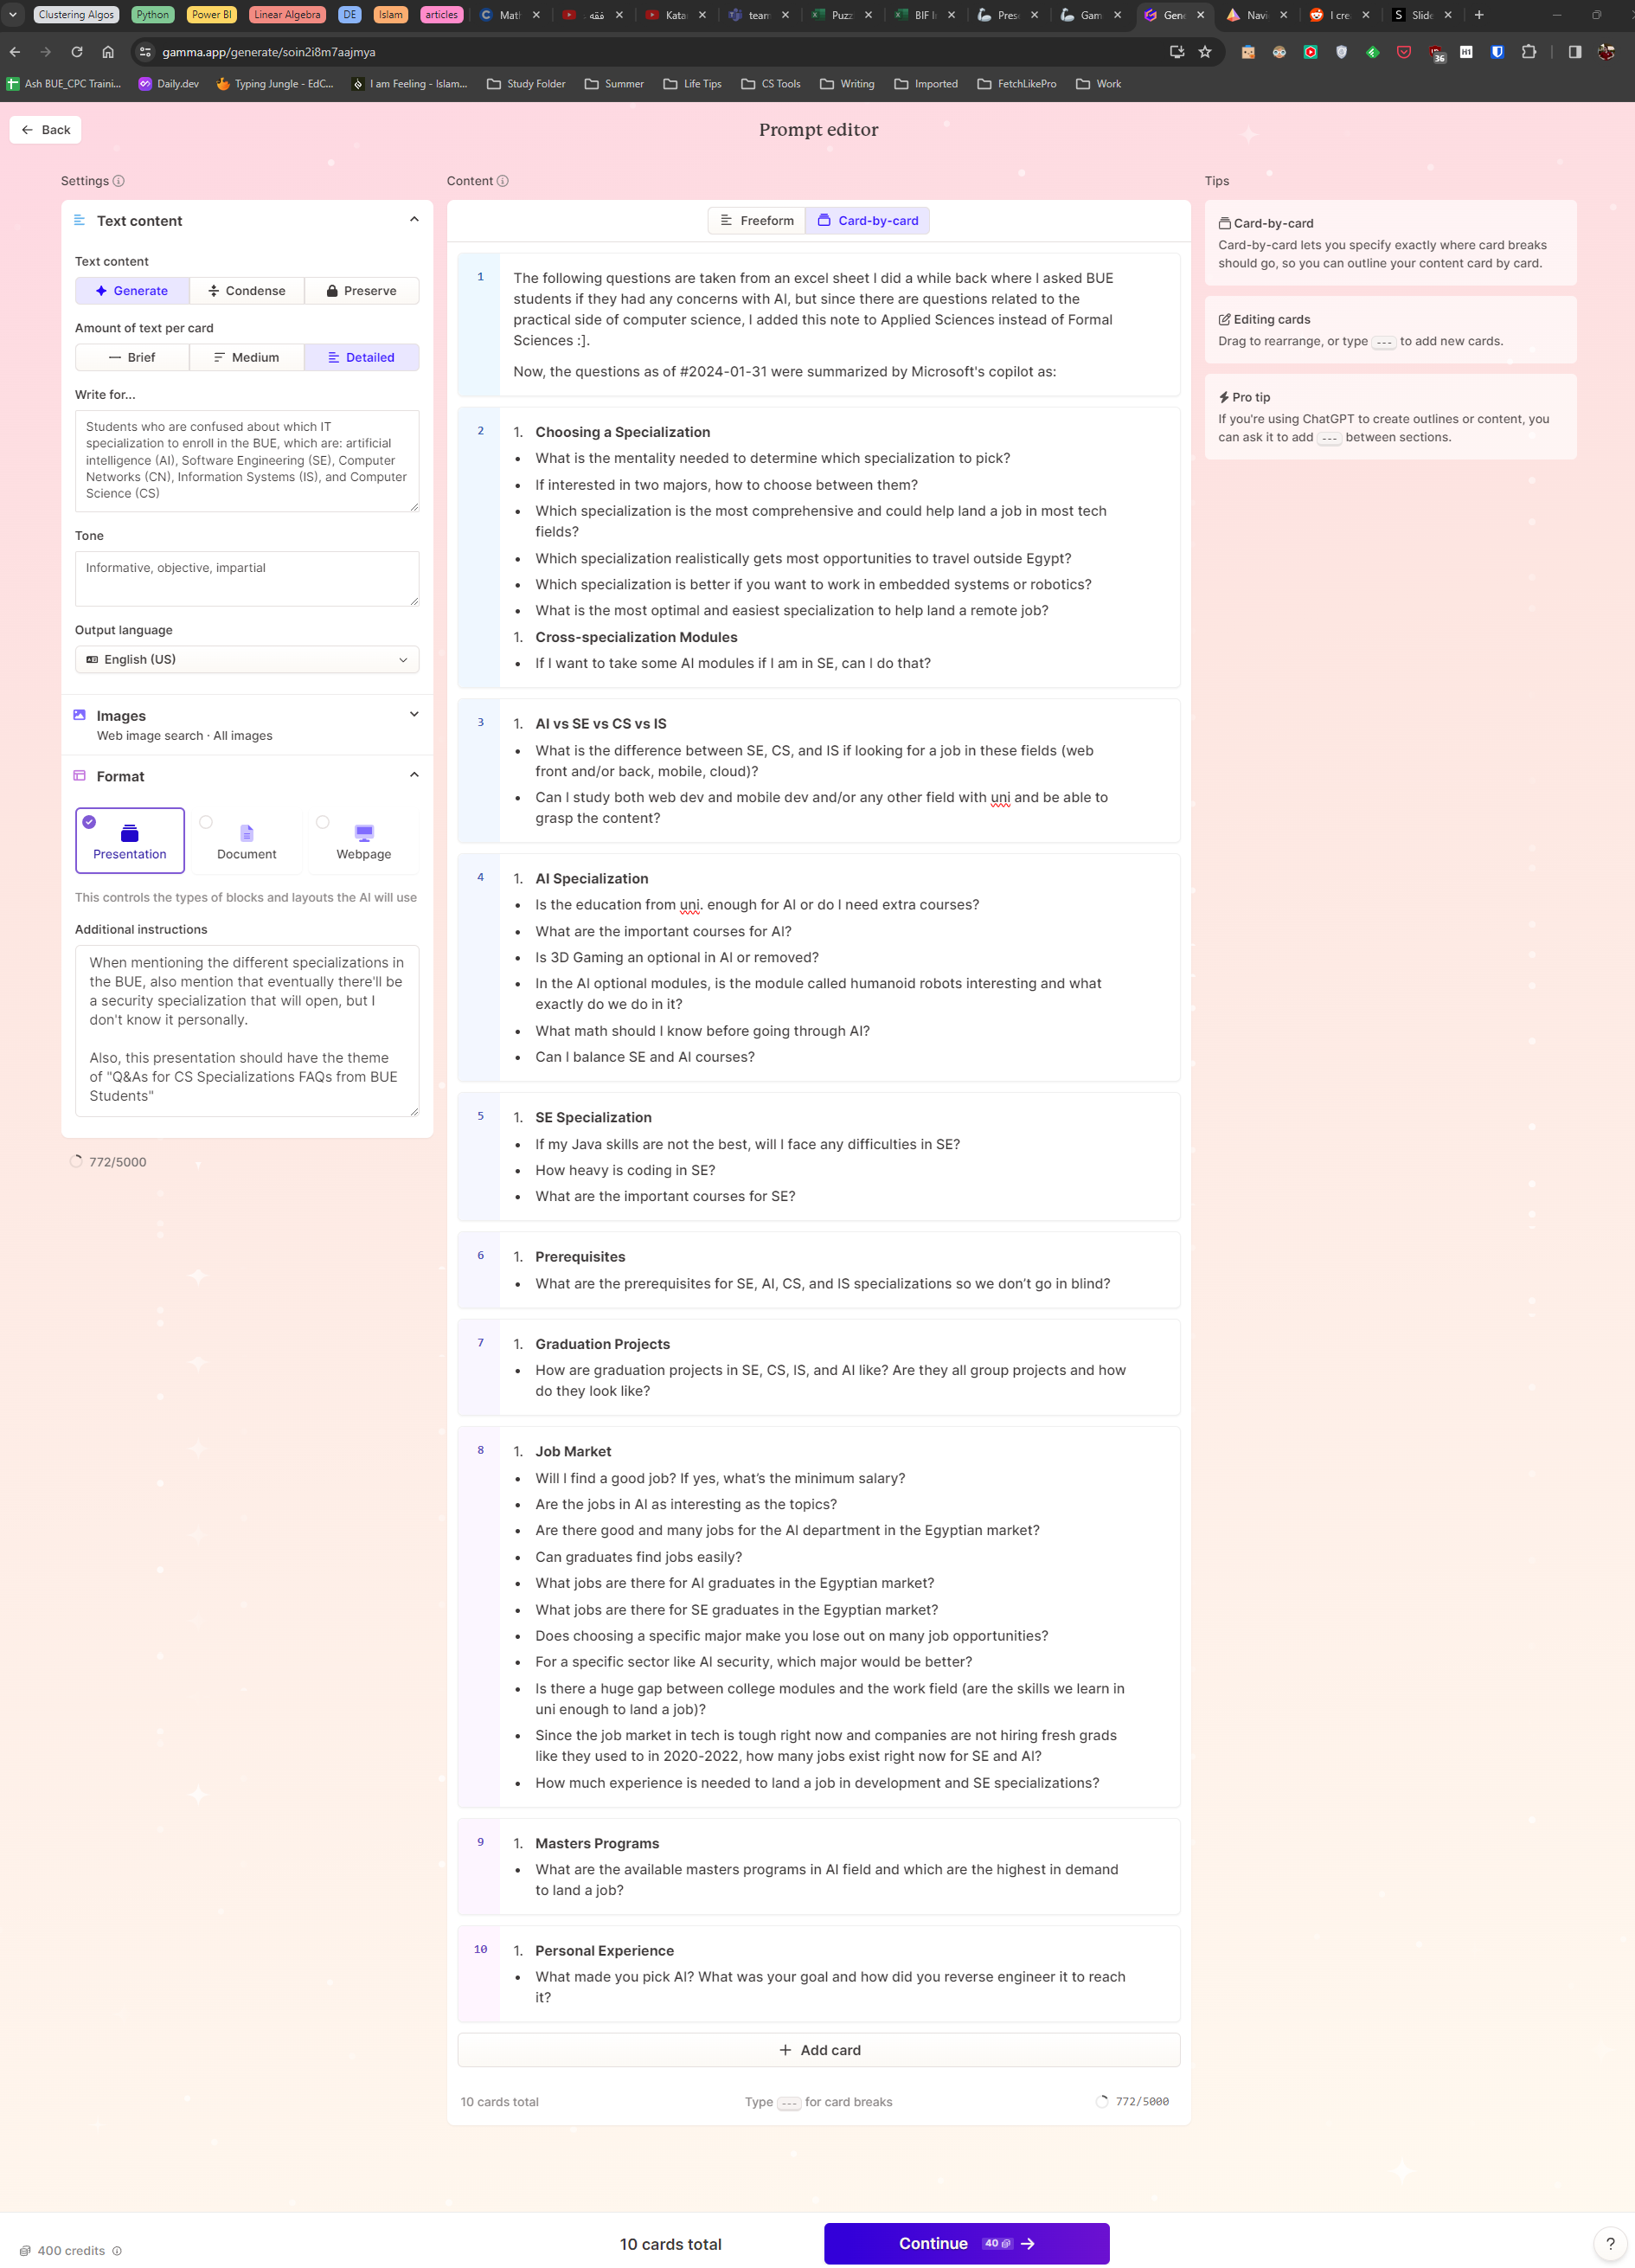 Clustering Algos Python Power BI Linear Algebra DE Islam articles Math فقه Kata team Puzz BIF I Pres Gam Gen Navi I cre Slide
gamma.app/generate/soin2i8m7aajmya
36 H1
Ash BUE_CPC Traini... Daily.dev Typing Jungle - EdC... I am Feeling - Islam... Study Folder Summer Life Tips CS Tools Writing Imported FetchLikePro Work
Back
Prompt editor
Settings
Text content
Text content
Generate Condense Preserve
Amount of text per card
Brief Medium Detailed
Write for...
Students who are confused about which IT
specialization to enroll in the BUE, which are: artificial
intelligence (AI), Software Engineering (SE), Computer
Networks (CN), Information Systems (IS), and Computer
Science (CS)
Tone
Informative, objective, impartial
Output language
English (US)
Images
Web image search · All images
Format
Presentation Document Webpage
This controls the types of blocks and layouts the AI will use
Additional instructions
When mentioning the different specializations in
the BUE, also mention that eventually there'll be
a security specialization that will open, but I
don't know it personally.
Also, this presentation should have the theme
of "Q&As for CS Specializations FAQs from BUE
Students"
772/5000
Content
Freeform Card-by-card
1
The following questions are taken from an excel sheet I did a while back where I asked BUE
students if they had any concerns with AI, but since there are questions related to the
practical side of computer science, I added this note to Applied Sciences instead of Formal
Sciences :].
Now, the questions as of #2024-01-31 were summarized by Microsoft's copilot as:
2
1. Choosing a Specialization
• What is the mentality needed to determine which specialization to pick?
• If interested in two majors, how to choose between them?
• Which specialization is the most comprehensive and could help land a job in most tech
fields?
• Which specialization realistically gets most opportunities to travel outside Egypt?
• Which specialization is better if you want to work in embedded systems or robotics?
• What is the most optimal and easiest specialization to help land a remote job?
1. Cross-specialization Modules
• If I want to take some AI modules if I am in SE, can I do that?
3
1. AI vs SE vs CS vs IS
• What is the difference between SE, CS, and IS if looking for a job in these fields (web
front and/or back, mobile, cloud)?
• Can I study both web dev and mobile dev and/or any other field with uni and be able to
grasp the content?
4
1. AI Specialization
• Is the education from uni. enough for AI or do I need extra courses?
• What are the important courses for AI?
• Is 3D Gaming an optional in AI or removed?
• In the AI optional modules, is the module called humanoid robots interesting and what
exactly do we do in it?
• What math should I know before going through AI?
• Can I balance SE and AI courses?
5
1. SE Specialization
• If my Java skills are not the best, will I face any difficulties in SE?
• How heavy is coding in SE?
• What are the important courses for SE?
6
1. Prerequisites
• What are the prerequisites for SE, AI, CS, and IS specializations so we don’t go in blind?
7
1. Graduation Projects
• How are graduation projects in SE, CS, IS, and AI like? Are they all group projects and how
do they look like?
8
1. Job Market
• Will I find a good job? If yes, what’s the minimum salary?
• Are the jobs in AI as interesting as the topics?
• Are there good and many jobs for the AI department in the Egyptian market?
• Can graduates find jobs easily?
• What jobs are there for AI graduates in the Egyptian market?
• What jobs are there for SE graduates in the Egyptian market?
• Does choosing a specific major make you lose out on many job opportunities?
• For a specific sector like AI security, which major would be better?
• Is there a huge gap between college modules and the work field (are the skills we learn in
uni enough to land a job)?
• Since the job market in tech is tough right now and companies are not hiring fresh grads
like they used to in 2020-2022, how many jobs exist right now for SE and AI?
• How much experience is needed to land a job in development and SE specializations?
9
1. Masters Programs
• What are the available masters programs in AI field and which are the highest in demand
to land a job?
10
1. Personal Experience
• What made you pick AI? What was your goal and how did you reverse engineer it to reach
it?
Add card
10 cards total Type --- for card breaks 772/5000
Tips
Card-by-card
Card-by-card lets you specify exactly where card breaks
should go, so you can outline your content card by card.
Editing cards
Drag to rearrange, or type --- to add new cards.
Pro tip
If you're using ChatGPT to create outlines or content, you
can ask it to add --- between sections.
400 credits
10 cards total
Continue 40
?